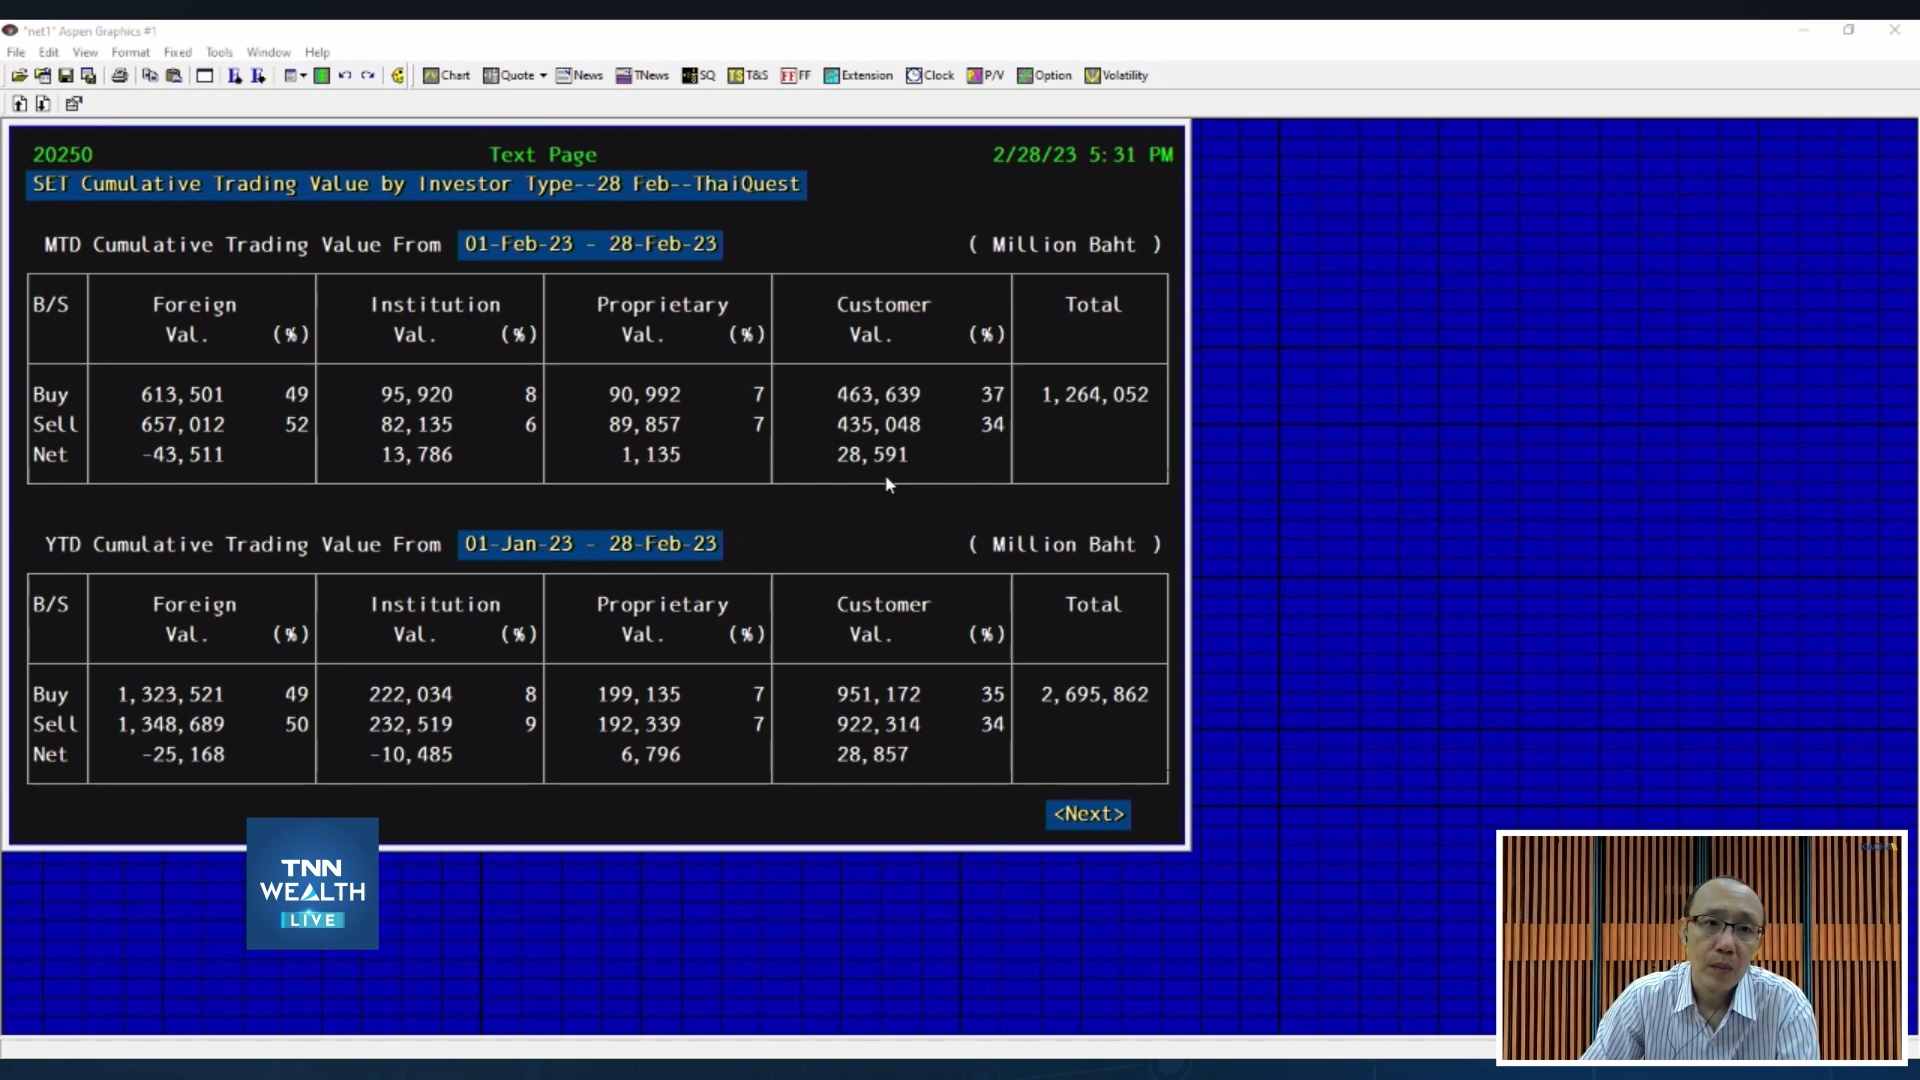 "net1" Aspen Graphics #1
File Edit View Format Fixed Tools Window Help
Chart Quote News TNews SQ TS T&S FF FF Extension Clock P/V Option Volatility
20250 Text Page 2/28/23 5:31 PM
SET Cumulative Trading Value by Investor Type--28 Feb--ThaiQuest
MTD Cumulative Trading Value From 01-Feb-23 - 28-Feb-23 ( Million Baht )
B/S Foreign Institution Proprietary Customer Total
Val. (%) Val. (%) Val. (%) Val. (%)
Buy 613,501 49 95,920 8 90,992 7 463,639 37 1,264,052
Sell 657,012 52 82,135 6 89,857 7 435,048 34
Net -43,511 13,786 1,135 28,591
YTD Cumulative Trading Value From 01-Jan-23 - 28-Feb-23 ( Million Baht )
B/S Foreign Institution Proprietary Customer Total
Val. (%) Val. (%) Val. (%) Val. (%)
Buy 1,323,521 49 222,034 8 199,135 7 951,172 35 2,695,862
Sell 1,348,689 50 232,519 9 192,339 7 922,314 34
Net -25,168 -10,485 6,796 28,857
<Next>
TNN
WEALTH
LIVE